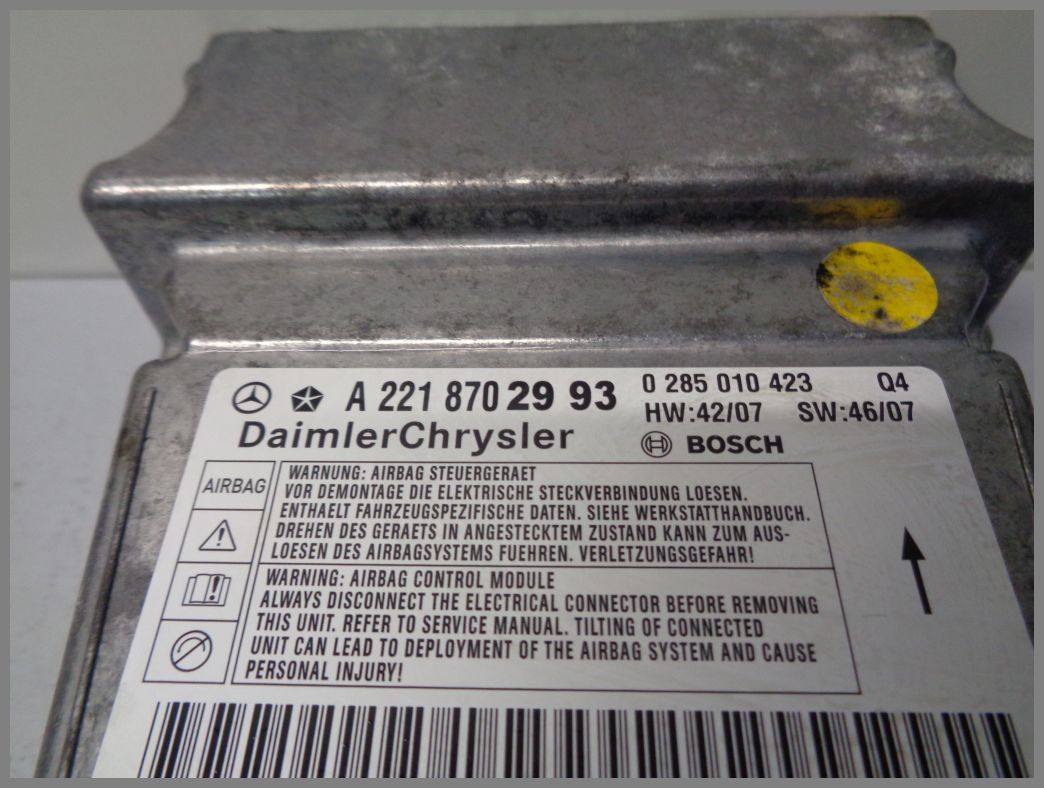 A 221 870 29 93 0 285 010 423 Q4
HW:42/07 SW:46/07
DaimlerChrysler BOSCH
AIRBAG
WARNUNG: AIRBAG STEUERGERAET
VOR DEMONTAGE DIE ELEKTRISCHE STECKVERBINDUNG LOESEN.
ENTHAELT FAHRZEUGSPEZIFISCHE DATEN. SIEHE WERKSTATTHANDBUCH.
DREHEN DES GERAETS IN ANGESTECKTEM ZUSTAND KANN ZUM AUS-
LOESEN DES AIRBAGSYSTEMS FUEHREN. VERLETZUNGSGEFAHR!
WARNING: AIRBAG CONTROL MODULE
ALWAYS DISCONNECT THE ELECTRICAL CONNECTOR BEFORE REMOVING
THIS UNIT. REFER TO SERVICE MANUAL. TILTING OF CONNECTED
UNIT CAN LEAD TO DEPLOYMENT OF THE AIRBAG SYSTEM AND CAUSE
PERSONAL INJURY!